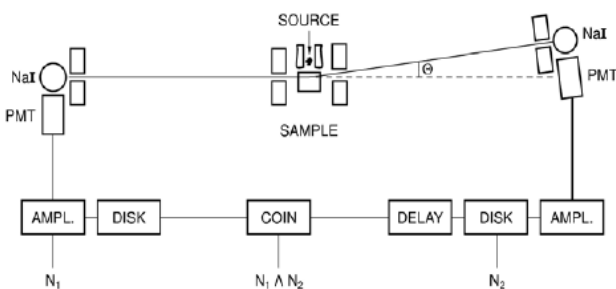 SOURCE
NaI
NaI
Θ
PMT
PMT
SAMPLE
AMPL.
DISK
COIN
DELAY
DISK
AMPL.
N₁
N₁ Λ N₂
N₂